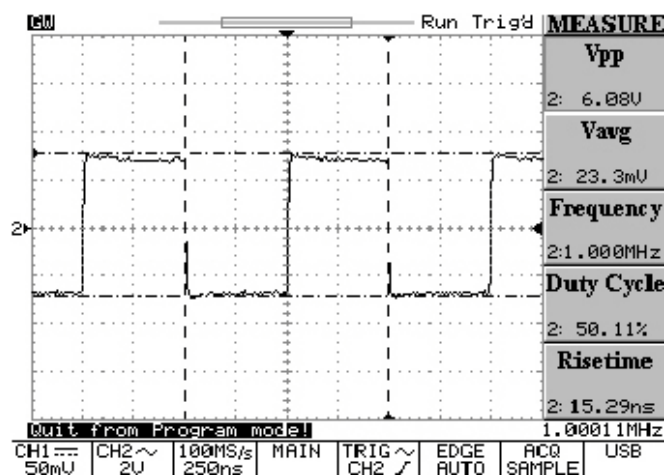 GW Run Trig'd MEASURE
Vpp
2: 6.08V
Vavg
2: 23.3mV
2
Frequency
2:1.000MHz
Duty Cycle
2: 50.11%
Risetime
2:15.29ns
Quit from Program mode! 1.00011MHz
CH1 CH2 ~ 100MS/s MAIN TRIG ~ EDGE ACQ USB
50mV 2V 250ns CH2 AUTO SAMPLE